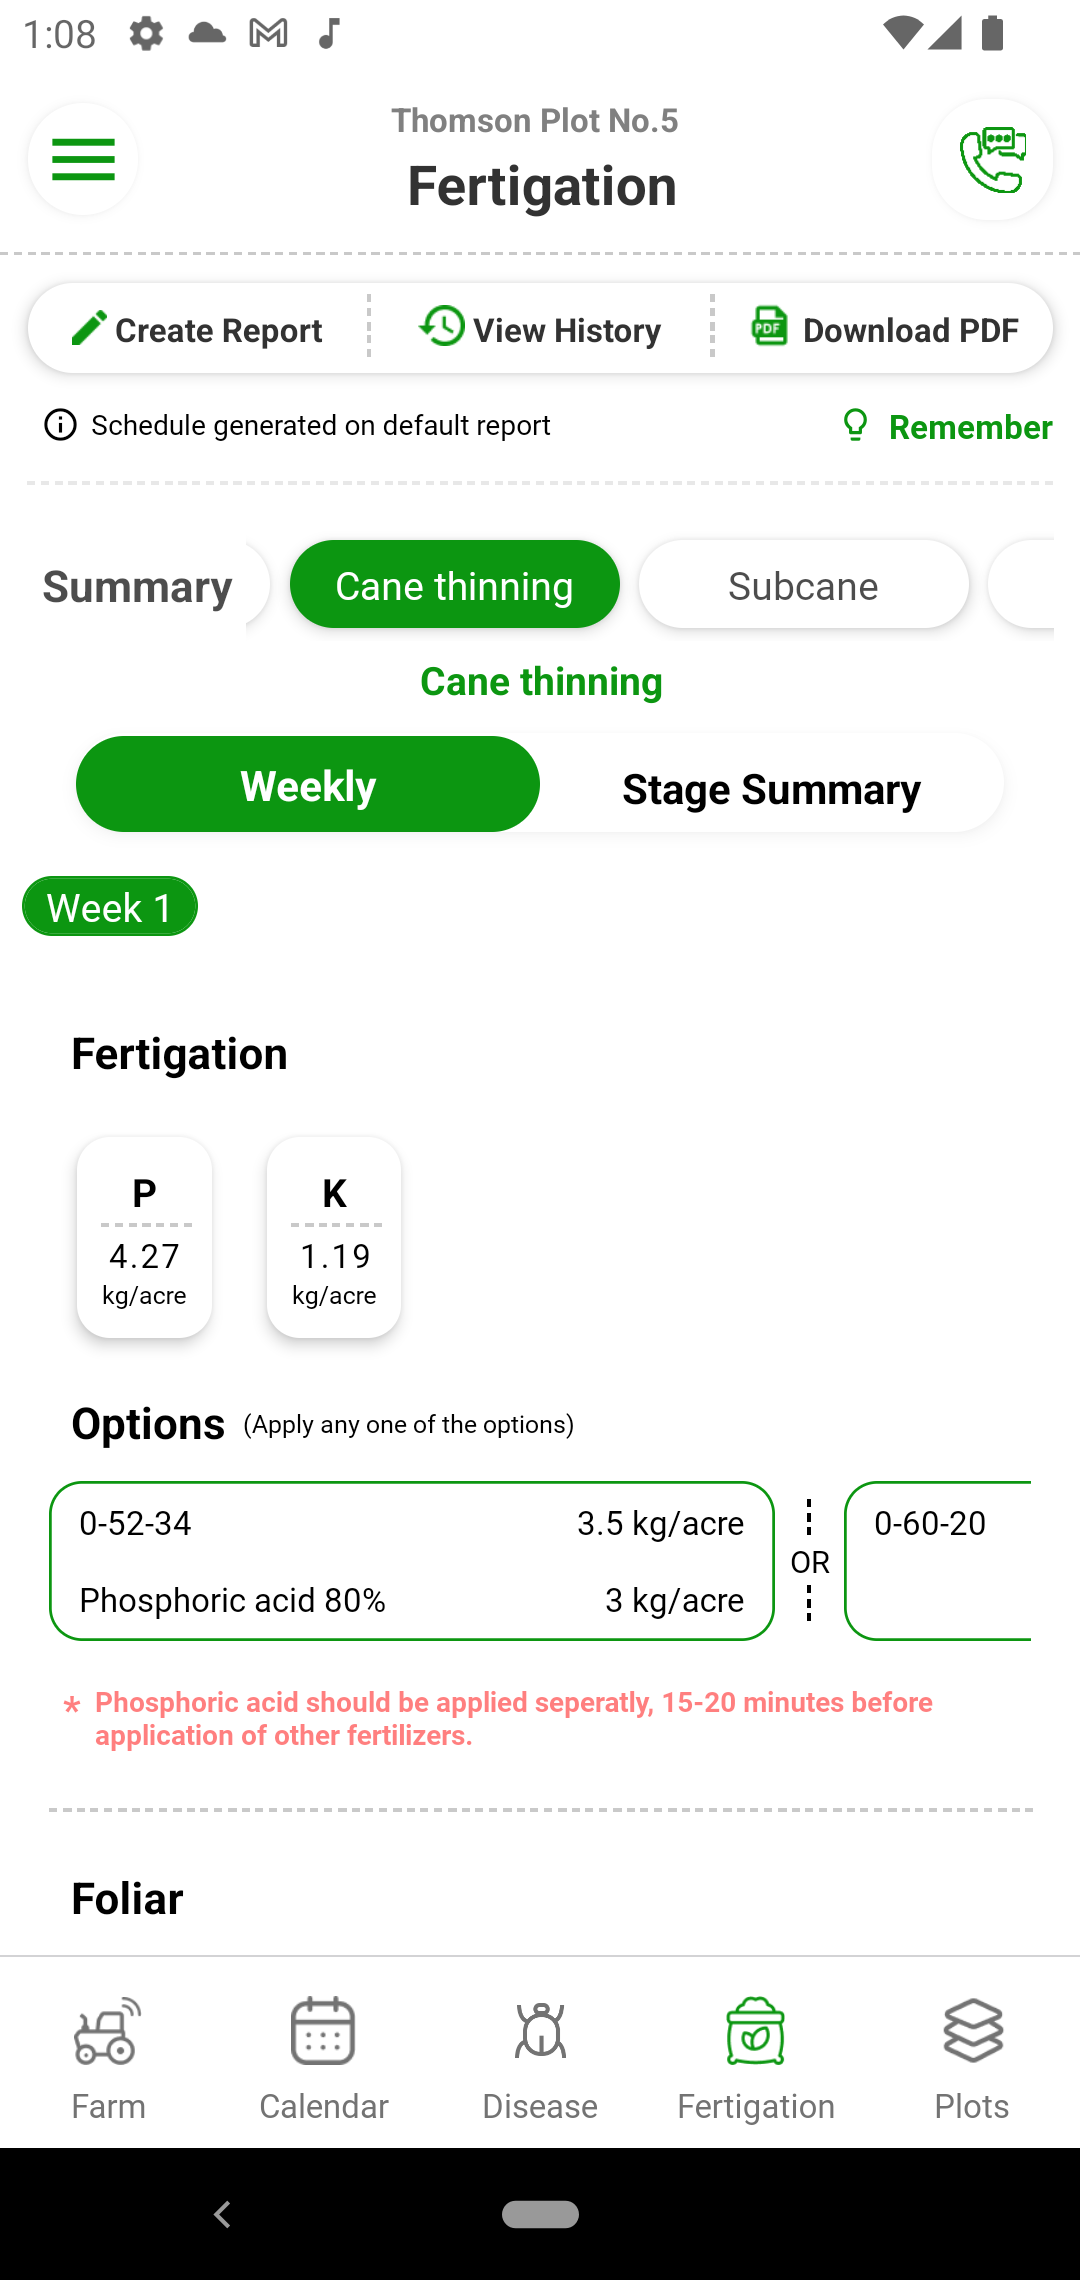 1:08
Thomson Plot No.5
Fertigation
Create Report
View History
PDF
Download PDF
Schedule generated on default report
Remember
Summary
Cane thinning
Subcane
Cane thinning
Weekly
Stage Summary
Week 1
Fertigation
P
4.27
kg/acre
K
1.19
kg/acre
Options (Apply any one of the options)
0-52-34 3.5 kg/acre
Phosphoric acid 80% 3 kg/acre
OR
0-60-20
* Phosphoric acid should be applied seperatly, 15-20 minutes before
application of other fertilizers.
Foliar
Farm
Calendar
Disease
Fertigation
Plots